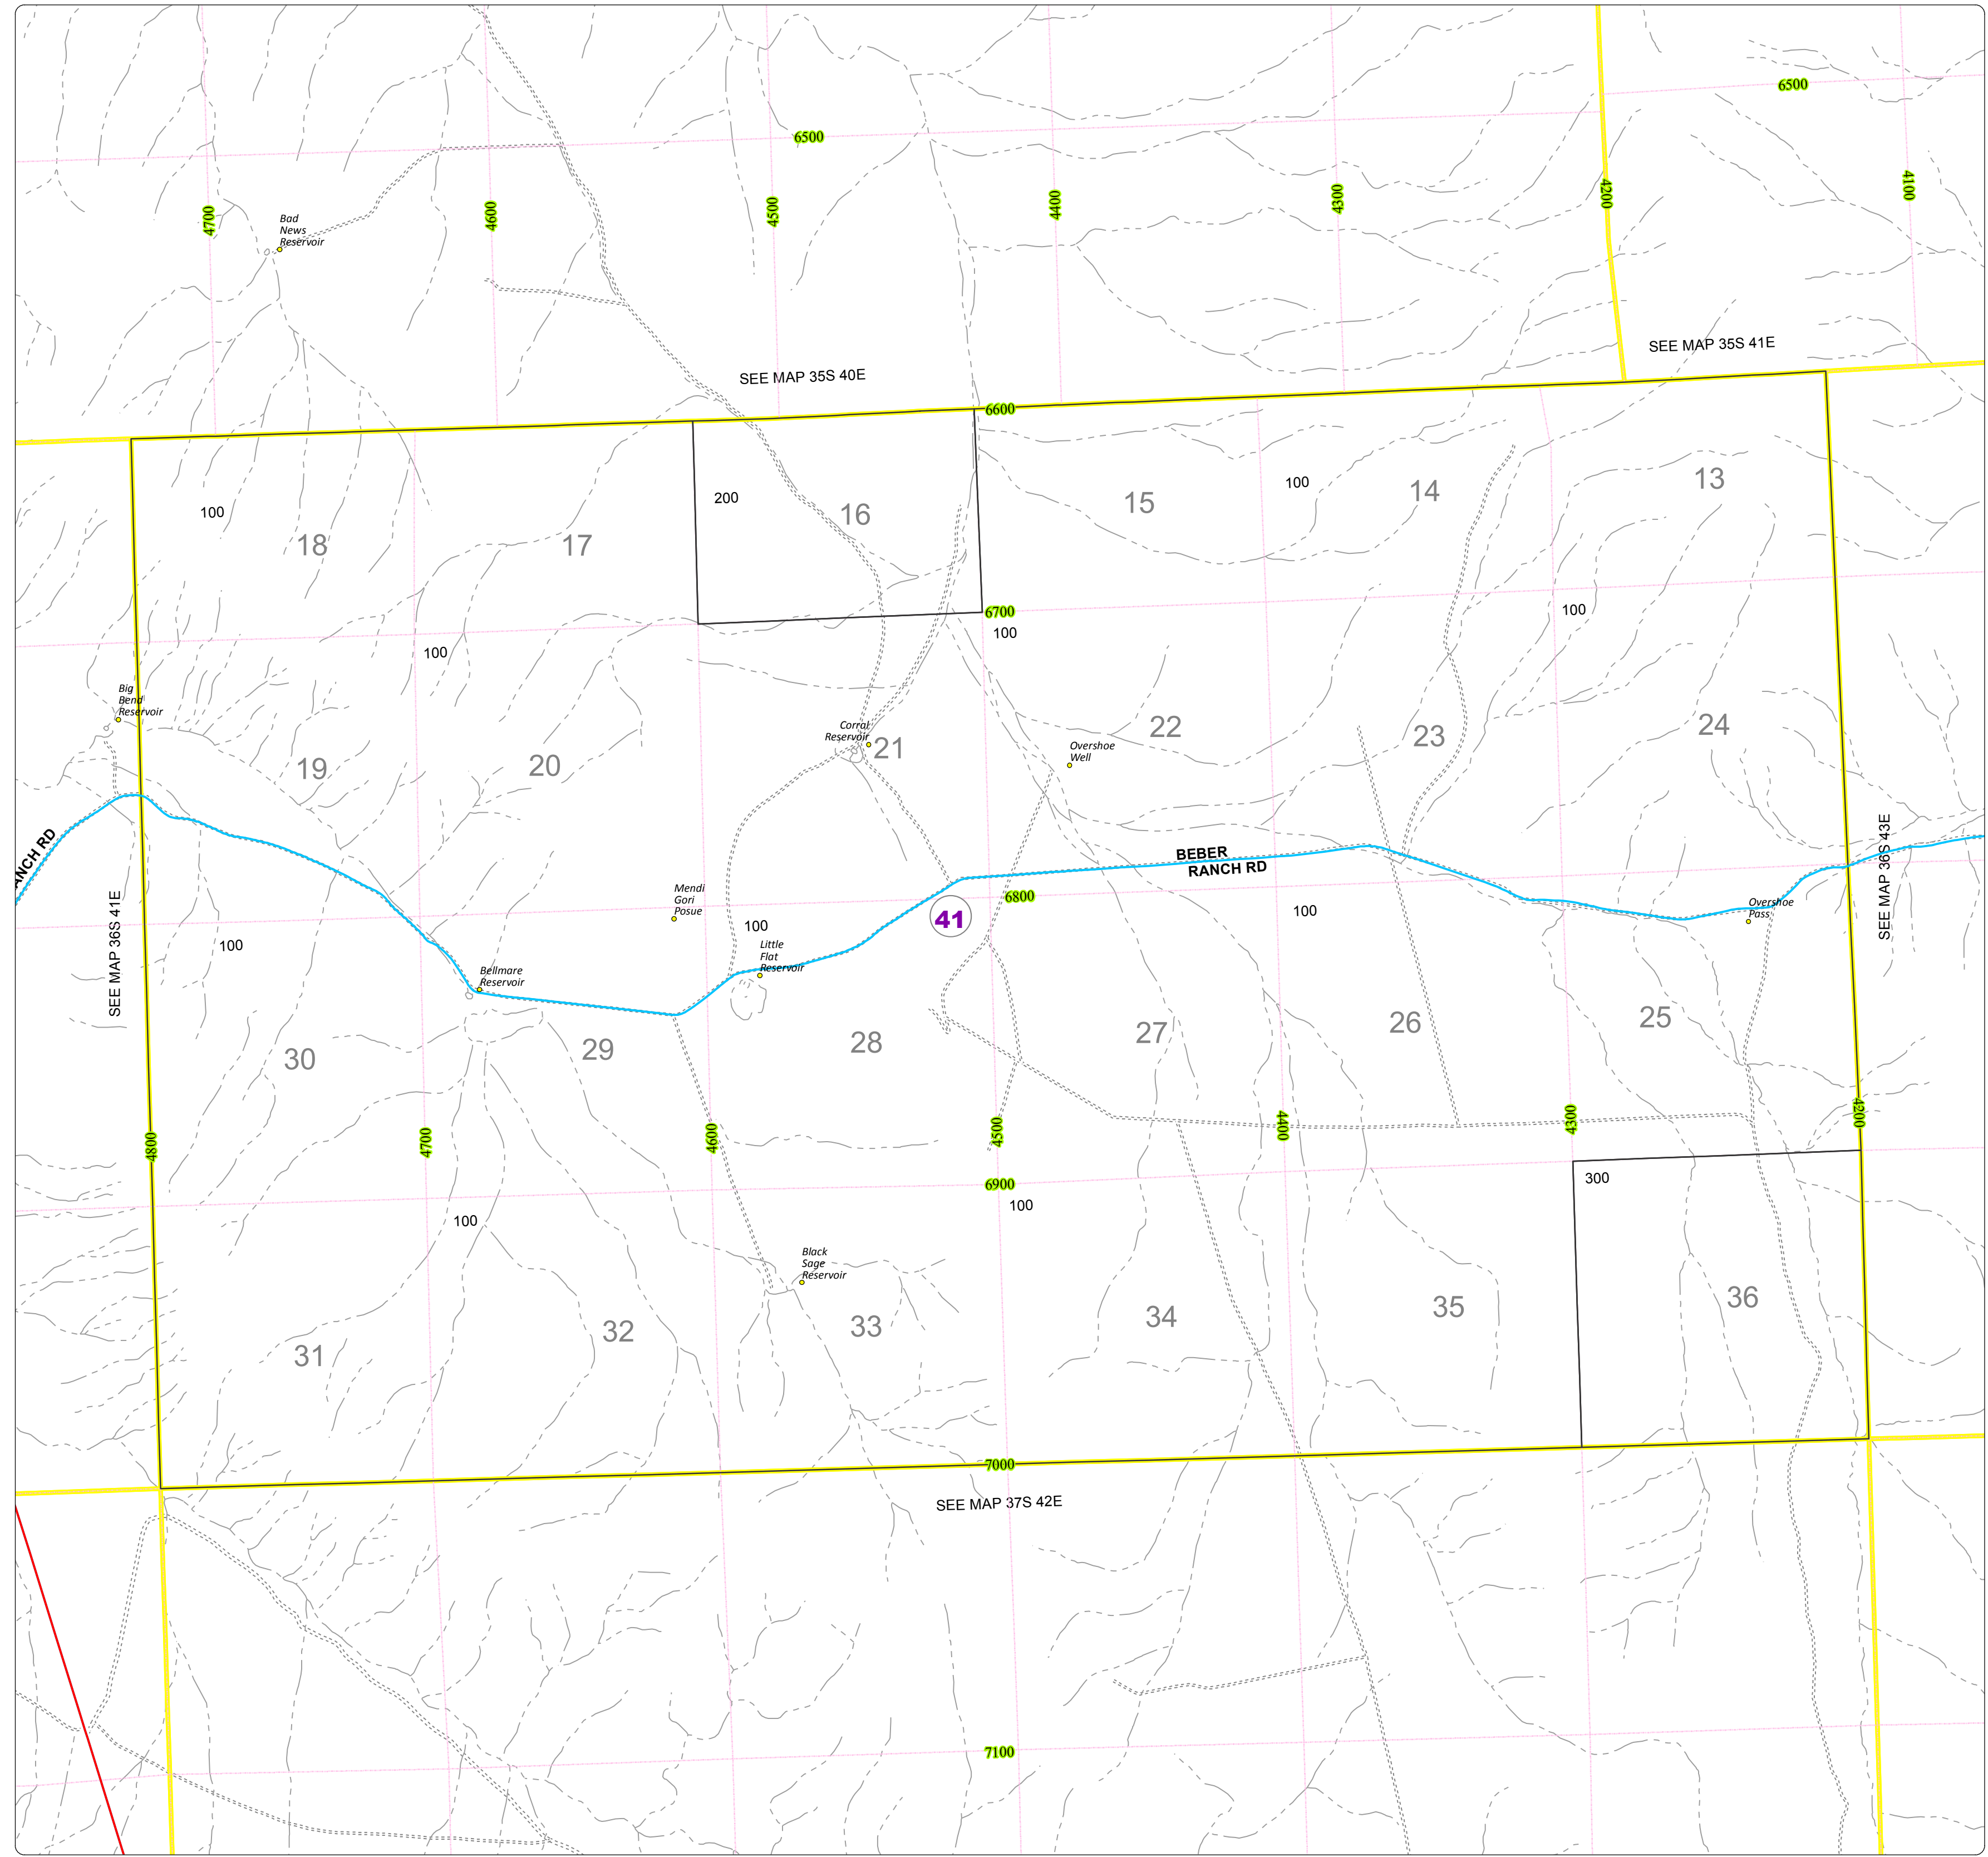 6500
6500
4700
4600
4500
4400
4300
4200
4100
Bad
News
Reservoir
SEE MAP 35S 40E
SEE MAP 35S 41E
6600
100
200
16
15
100
14
13
18
17
6700
100
100
100
Big
Bend
Reservoir
Corral
Reservoir
21
Overshoe
Well
22
23
24
19
20
ANCH RD
BEBER
RANCH RD
SEE MAP 36S 41E
SEE MAP 36S 43E
Mendi
Gori
Posue
6800
41
100
100
100
Overshoe
Pass
Little
Flat
Reservoir
Bellmare
Reservoir
30
29
28
27
26
25
4800
4700
4600
4500
4400
4300
4200
6900
100
100
300
Black
Sage
Reservoir
31
32
33
34
35
36
7000
SEE MAP 37S 42E
7100